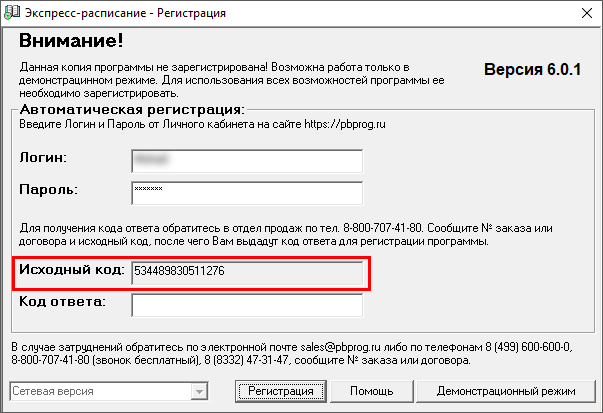 Экспресс-расписание - Регистрация
Внимание!
Данная копия программы не зарегистрирована! Возможна работа только в
демонстрацинном режиме. Для использования всех возможностей программы ее
необходимо зарегистрировать.
Версия 6.0.1
Автоматическая регистрация:
Введите Логин и Пароль от Личного кабинета на сайте https://pbprog.ru
Логин:
Пароль:
*******
Для получения кода ответа обратитесь в отдел продаж по тел. 8-800-707-41-80. Сообщите № заказа или
договора и исходный код, после чего Вам выдадут код ответа для регистрации программы.
Исходный код:
534489830511276
Код ответа:
В случае затруднений обратитесь по электронной почте sales@pbprog.ru либо по телефонам 8 (499) 600-600-0,
8-800-707-41-80 (звонок бесплатный), 8 (8332) 47-31-47, сообщите № заказа или договора.
Сетевая версия
Регистрация
Помощь
Демонстрационный режим